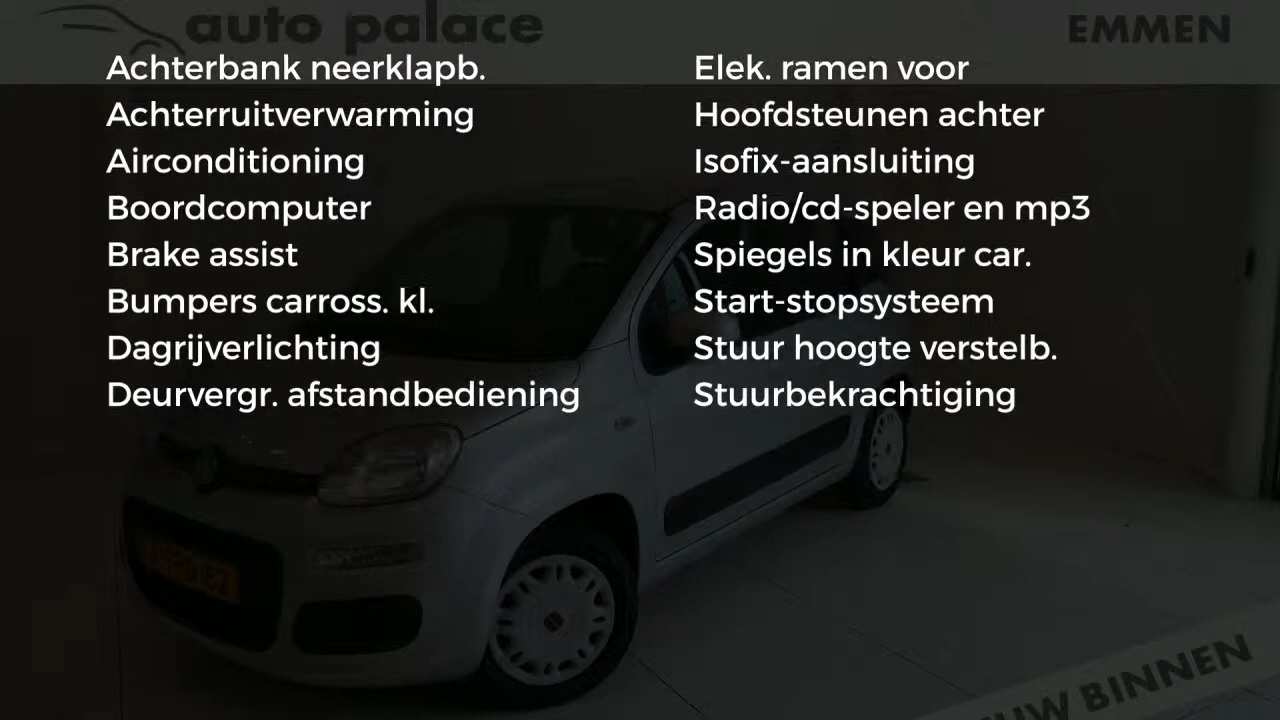 auto palace
EMMEN
Achterbank neerklapb.
Achterruitverwarming
Airconditioning
Boordcomputer
Brake assist
Bumpers carross. kl.
Dagrijverlichting
Deurvergr. afstandbediening
Elek. ramen voor
Hoofdsteunen achter
Isofix-aansluiting
Radio/cd-speler en mp3
Spiegels in kleur car.
Start-stopsysteem
Stuur hoogte verstelb.
Stuurbekrachtiging
BINNEN